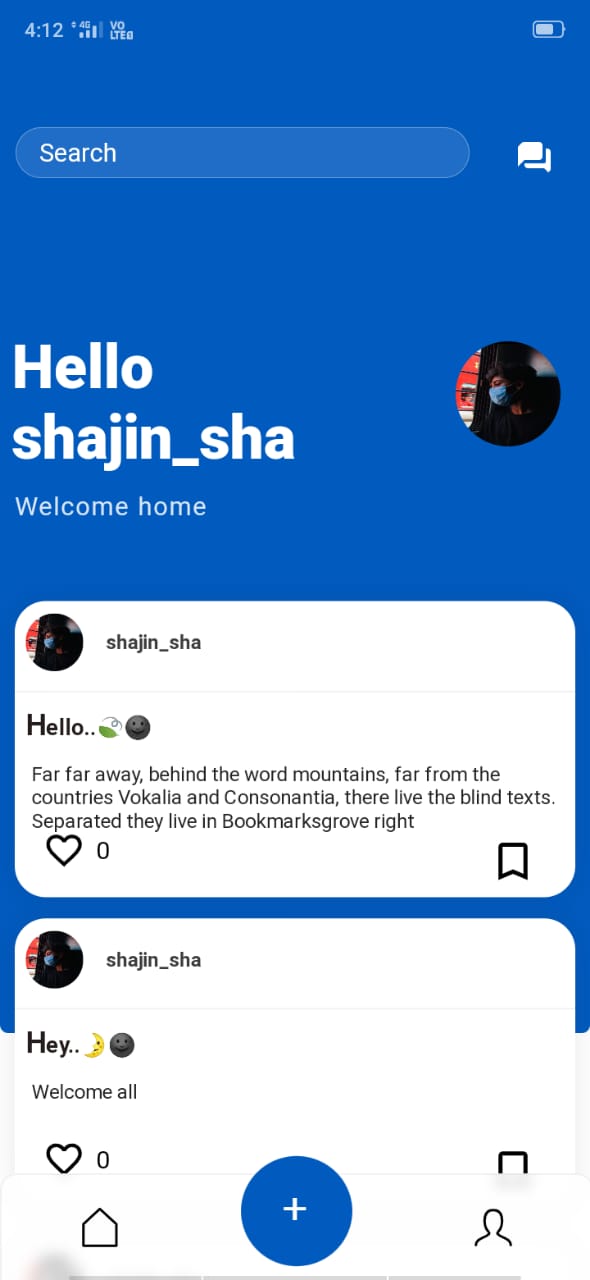 4:12 4G VO LTE
Search
Hello
shajin_sha
Welcome home
shajin_sha
Hello..🍃🌚
Far far away, behind the word mountains, far from the
countries Vokalia and Consonantia, there live the blind texts.
Separated they live in Bookmarksgrove right
0
shajin_sha
Hey..🌛🌚
Welcome all
0
+